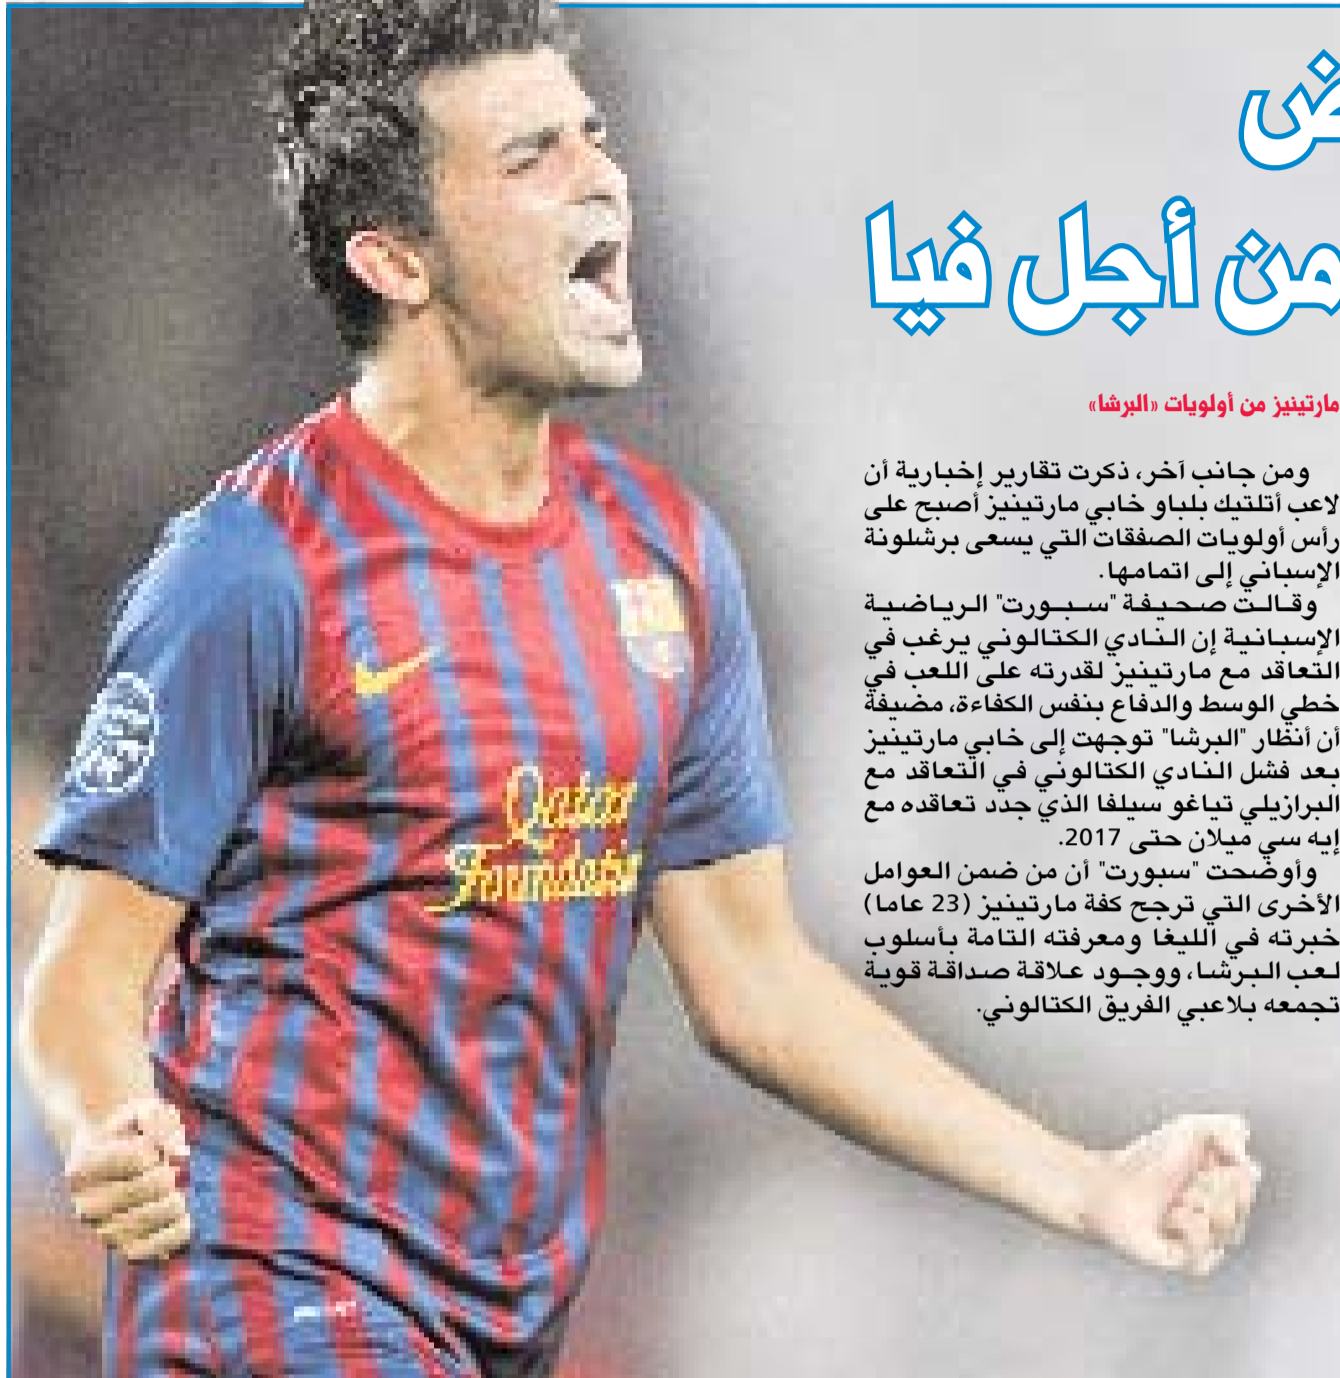 من أجل فيا
مارتينيز من أولويات «البرشا»
ومن جانب آخر، ذكرت تقارير إخبارية أن
لاعب أتلتيك بلباو خابي مارتينيز أصبح على
رأس أولويات الصفقات التي يسعى برشلونة
الإسباني إلى اتمامها.
وقالت صحيفة "سبورت" الرياضية
الإسبانية إن النادي الكتالوني يرغب في
التعاقد مع مارتينيز لقدرته على اللعب في
خطي الوسط والدفاع بنفس الكفاءة، مضيفة
أن أنظار "البرشا" توجهت إلى خابي مارتينيز
بعد فشل النادي الكتالوني في التعاقد مع
البرازيلي تياغو سيلفا الذي جدد تعاقده مع
إيه سي ميلان حتى 2017.
وأوضحت "سبورت" أن من ضمن العوامل
الأخرى التي ترجح كفة مارتينيز (23 عاما)
خبرته في الليغا ومعرفته التامة بأسلوب
لعب البرشا، ووجود علاقة صداقة قوية
تجمعه بلاعبي الفريق الكتالوني.
Qatar
Foundation